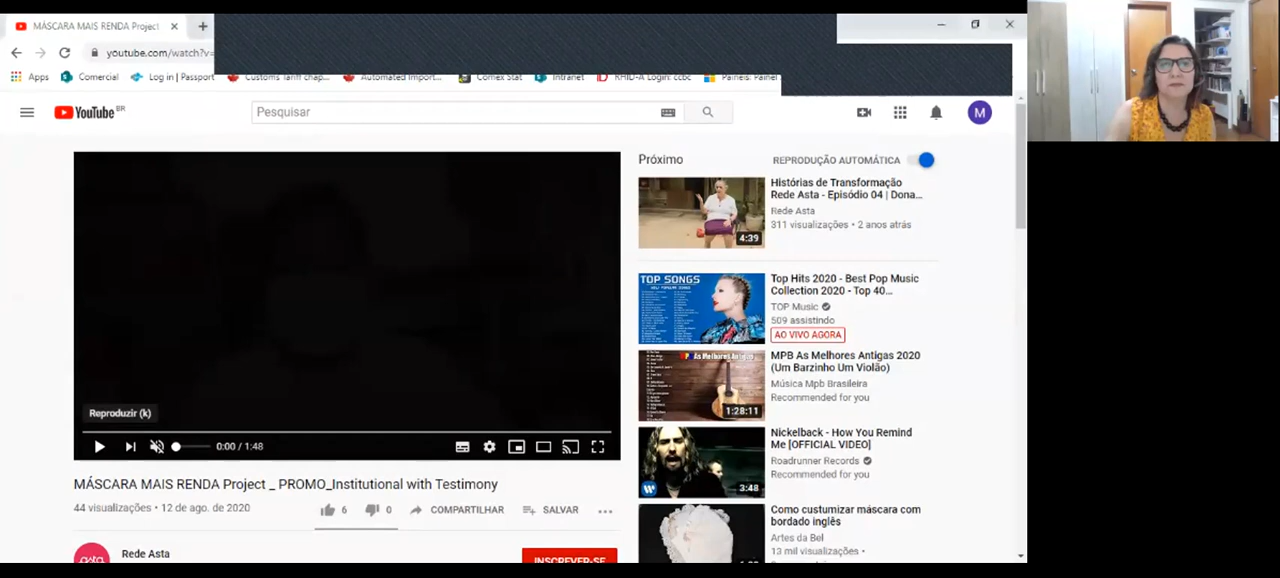 MÁSCARA MAIS RENDA Project
youtube.com/watch?v=
Apps Comercial Log in | Passport Customs Tariff chap... Automated Import... Comex Stat Intranet RHID-A Login: ccbc Painéis: Painel
YouTube BR
Pesquisar
M
Próximo
REPRODUÇÃO AUTOMÁTICA
Histórias de Transformação
Rede Asta - Episódio 04 | Dona...
Rede Asta
311 visualizações • 2 anos atrás
4:39
TOP SONGS
Top Hits 2020 - Best Pop Music
Collection 2020 - Top 40...
TOP Music
509 assistindo
AO VIVO AGORA
As Melhores Antigas
MPB As Melhores Antigas 2020
(Um Barzinho Um Violão)
Música Mpb Brasileira
Recommended for you
1:28:11
Nickelback - How You Remind
Me [OFFICIAL VIDEO]
Roadrunner Records
Recommended for you
3:48
Como custumizar máscara com
bordado inglês
Artes da Bel
13 mil visualizações •
Reproduzir (k)
0:00 / 1:48
MÁSCARA MAIS RENDA Project _ PROMO_Institutional with Testimony
44 visualizações • 12 de ago. de 2020
6 0 COMPARTILHAR SALVAR
asta
Rede Asta
INSCREVER-SE